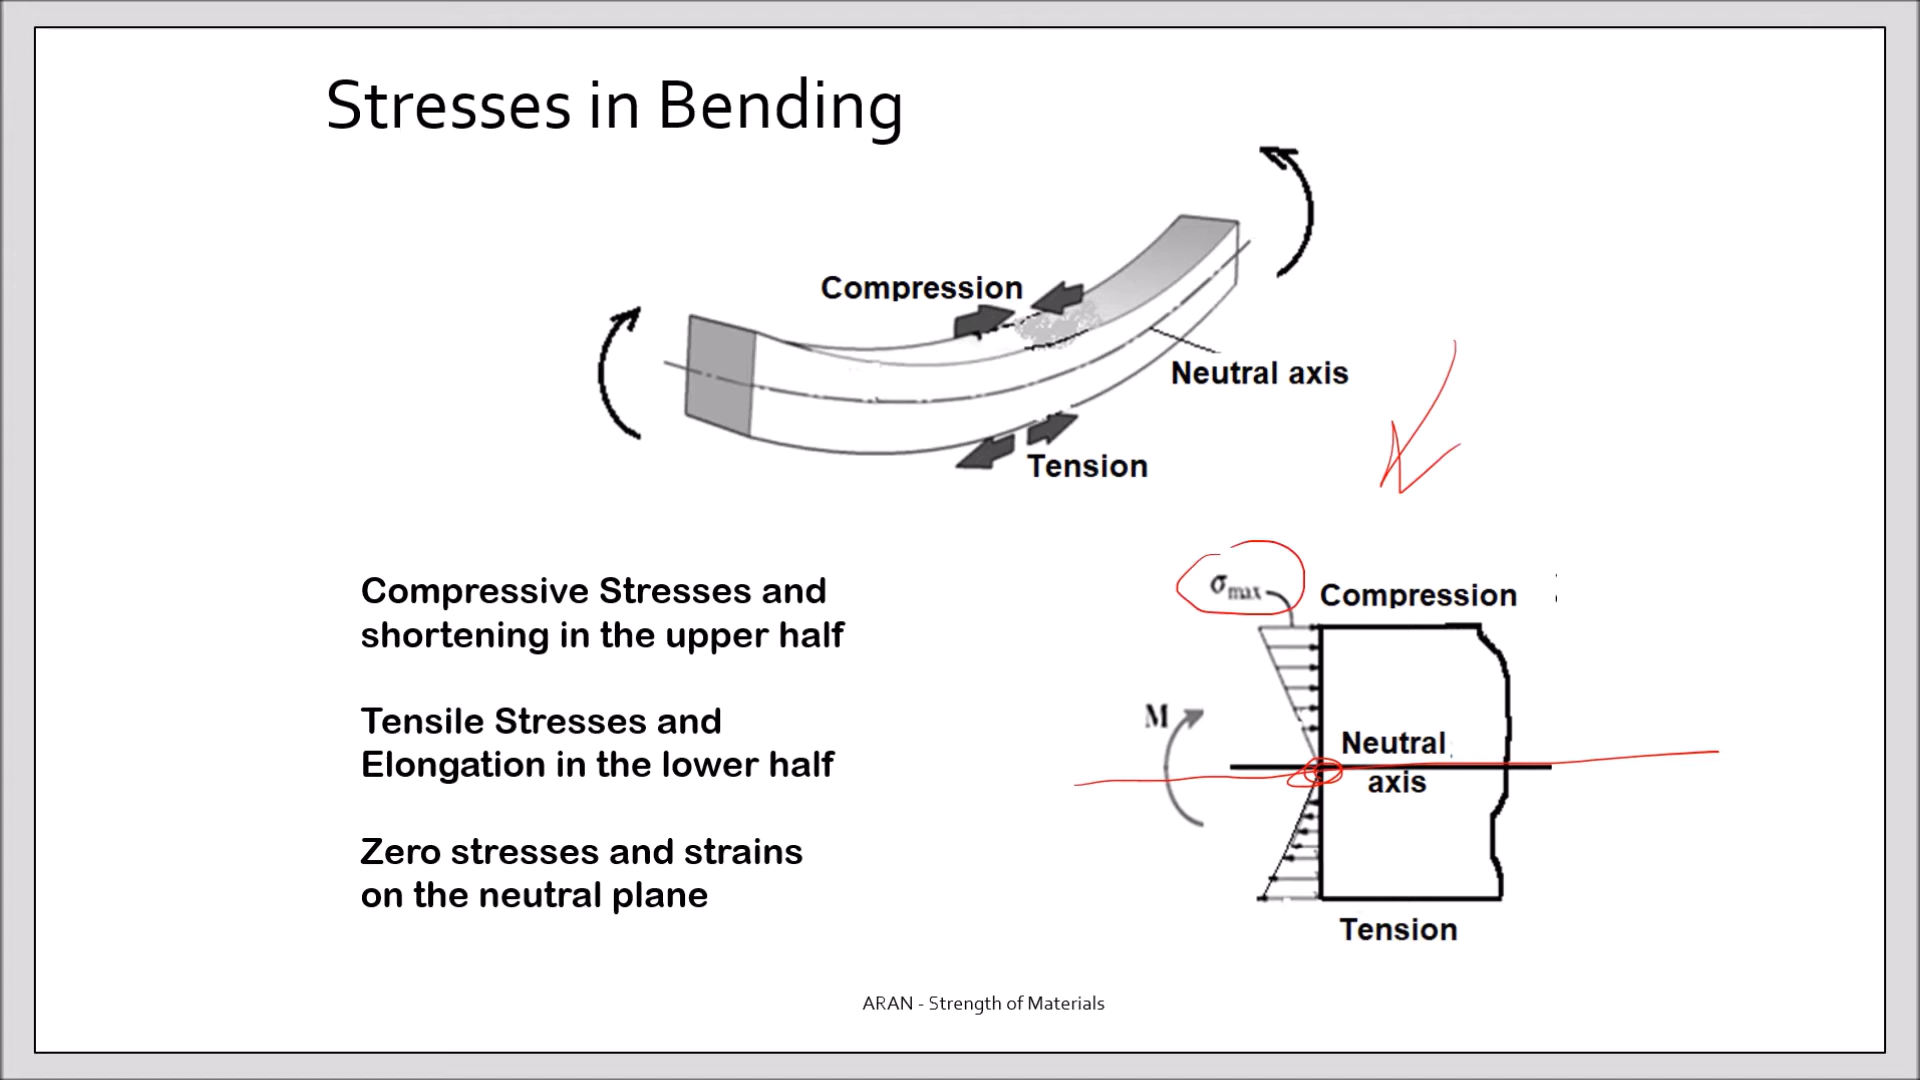 Stresses in Bending
Compression
Neutral axis
Tension
Compressive Stresses and
shortening in the upper half
Tensile Stresses and
Elongation in the lower half
Zero stresses and strains
on the neutral plane
σmax
Compression
M
Neutral
axis
Tension
ARAN - Strength of Materials